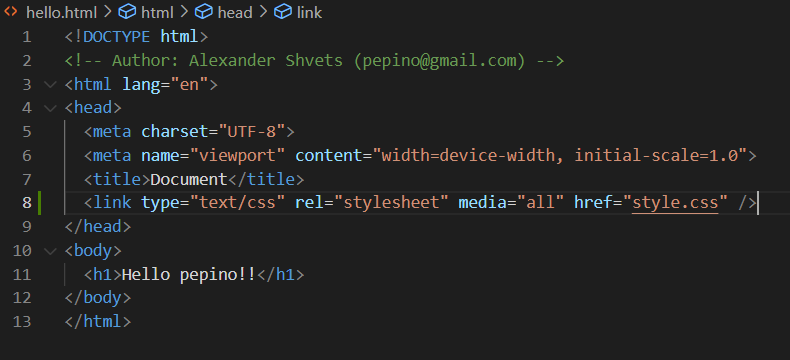 hello.html > html > head > link
1 <!DOCTYPE html>
2 <!-- Author: Alexander Shvets (pepino@gmail.com) -->
3 <html lang="en">
4 <head>
5 <meta charset="UTF-8">
6 <meta name="viewport" content="width=device-width, initial-scale=1.0">
7 <title>Document</title>
8 <link type="text/css" rel="stylesheet" media="all" href="style.css" />
9 </head>
10 <body>
11 <h1>Hello pepino!!</h1>
12 </body>
13 </html>